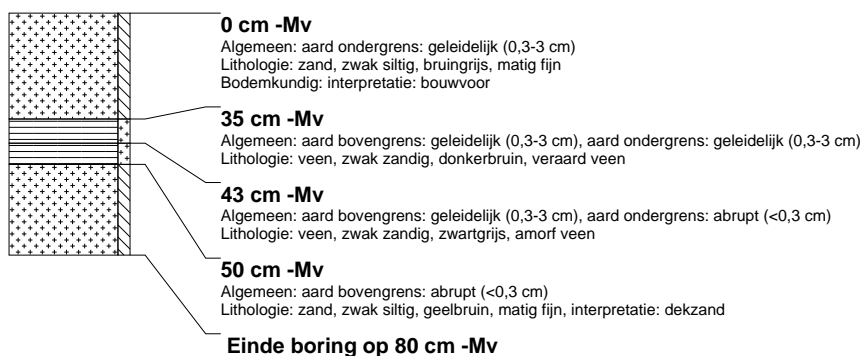 0 cm -Mv
Algemeen: aard ondergrens: geleidelijk (0,3-3 cm)
Lithologie: zand, zwak siltig, bruingrijs, matig fijn
Bodemkundig: interpretatie: bouwvoor
35 cm -Mv
Algemeen: aard bovengrens: geleidelijk (0,3-3 cm), aard ondergrens: geleidelijk (0,3-3 cm)
Lithologie: veen, zwak zandig, donkerbruin, veraard veen
43 cm -Mv
Algemeen: aard bovengrens: geleidelijk (0,3-3 cm), aard ondergrens: abrupt (<0,3 cm)
Lithologie: veen, zwak zandig, zwartgrijs, amorf veen
50 cm -Mv
Algemeen: aard bovengrens: abrupt (<0,3 cm)
Lithologie: zand, zwak siltig, geelbruin, matig fijn, interpretatie: dekzand
Einde boring op 80 cm -Mv